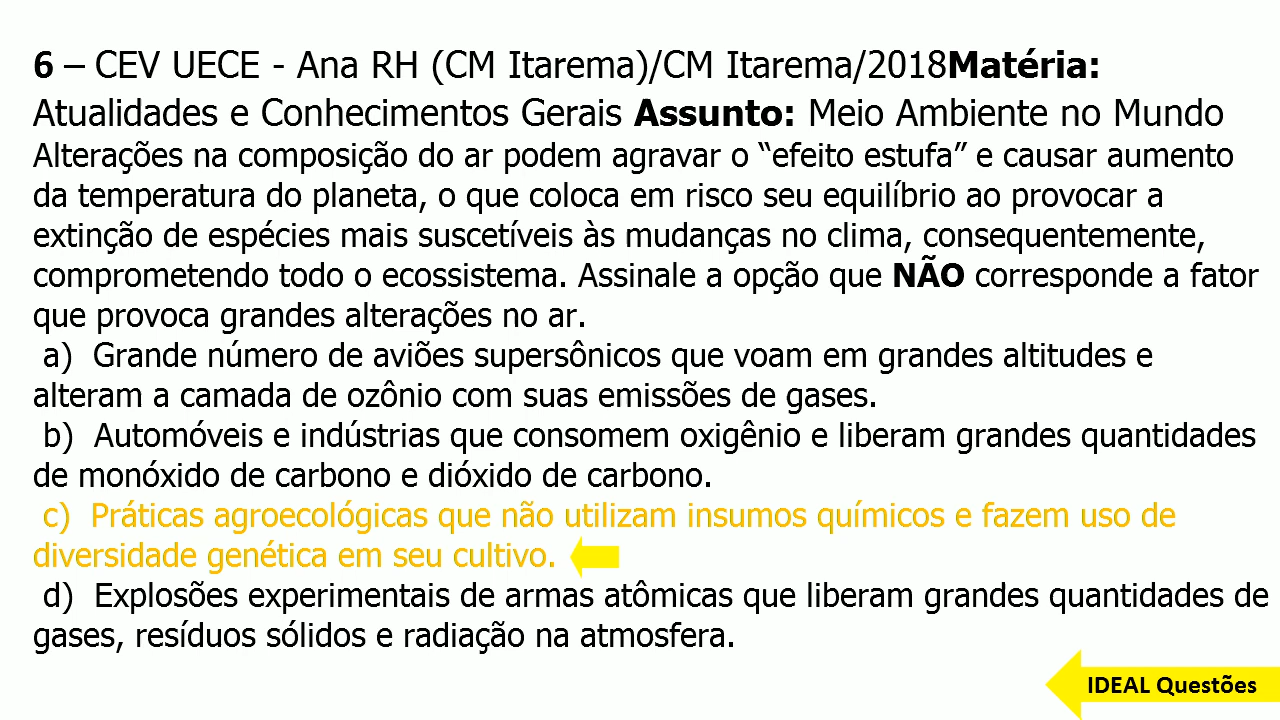 6 – CEV UECE - Ana RH (CM Itarema)/CM Itarema/2018Matéria:
Atualidades e Conhecimentos Gerais Assunto: Meio Ambiente no Mundo
Alterações na composição do ar podem agravar o “efeito estufa” e causar aumento
da temperatura do planeta, o que coloca em risco seu equilíbrio ao provocar a
extinção de espécies mais suscetíveis às mudanças no clima, consequentemente,
comprometendo todo o ecossistema. Assinale a opção que NÃO corresponde a fator
que provoca grandes alterações no ar.
a) Grande número de aviões supersônicos que voam em grandes altitudes e
alteram a camada de ozônio com suas emissões de gases.
b) Automóveis e indústrias que consomem oxigênio e liberam grandes quantidades
de monóxido de carbono e dióxido de carbono.
c) Práticas agroecológicas que não utilizam insumos químicos e fazem uso de
diversidade genética em seu cultivo.
d) Explosões experimentais de armas atômicas que liberam grandes quantidades de
gases, resíduos sólidos e radiação na atmosfera.
IDEAL Questões